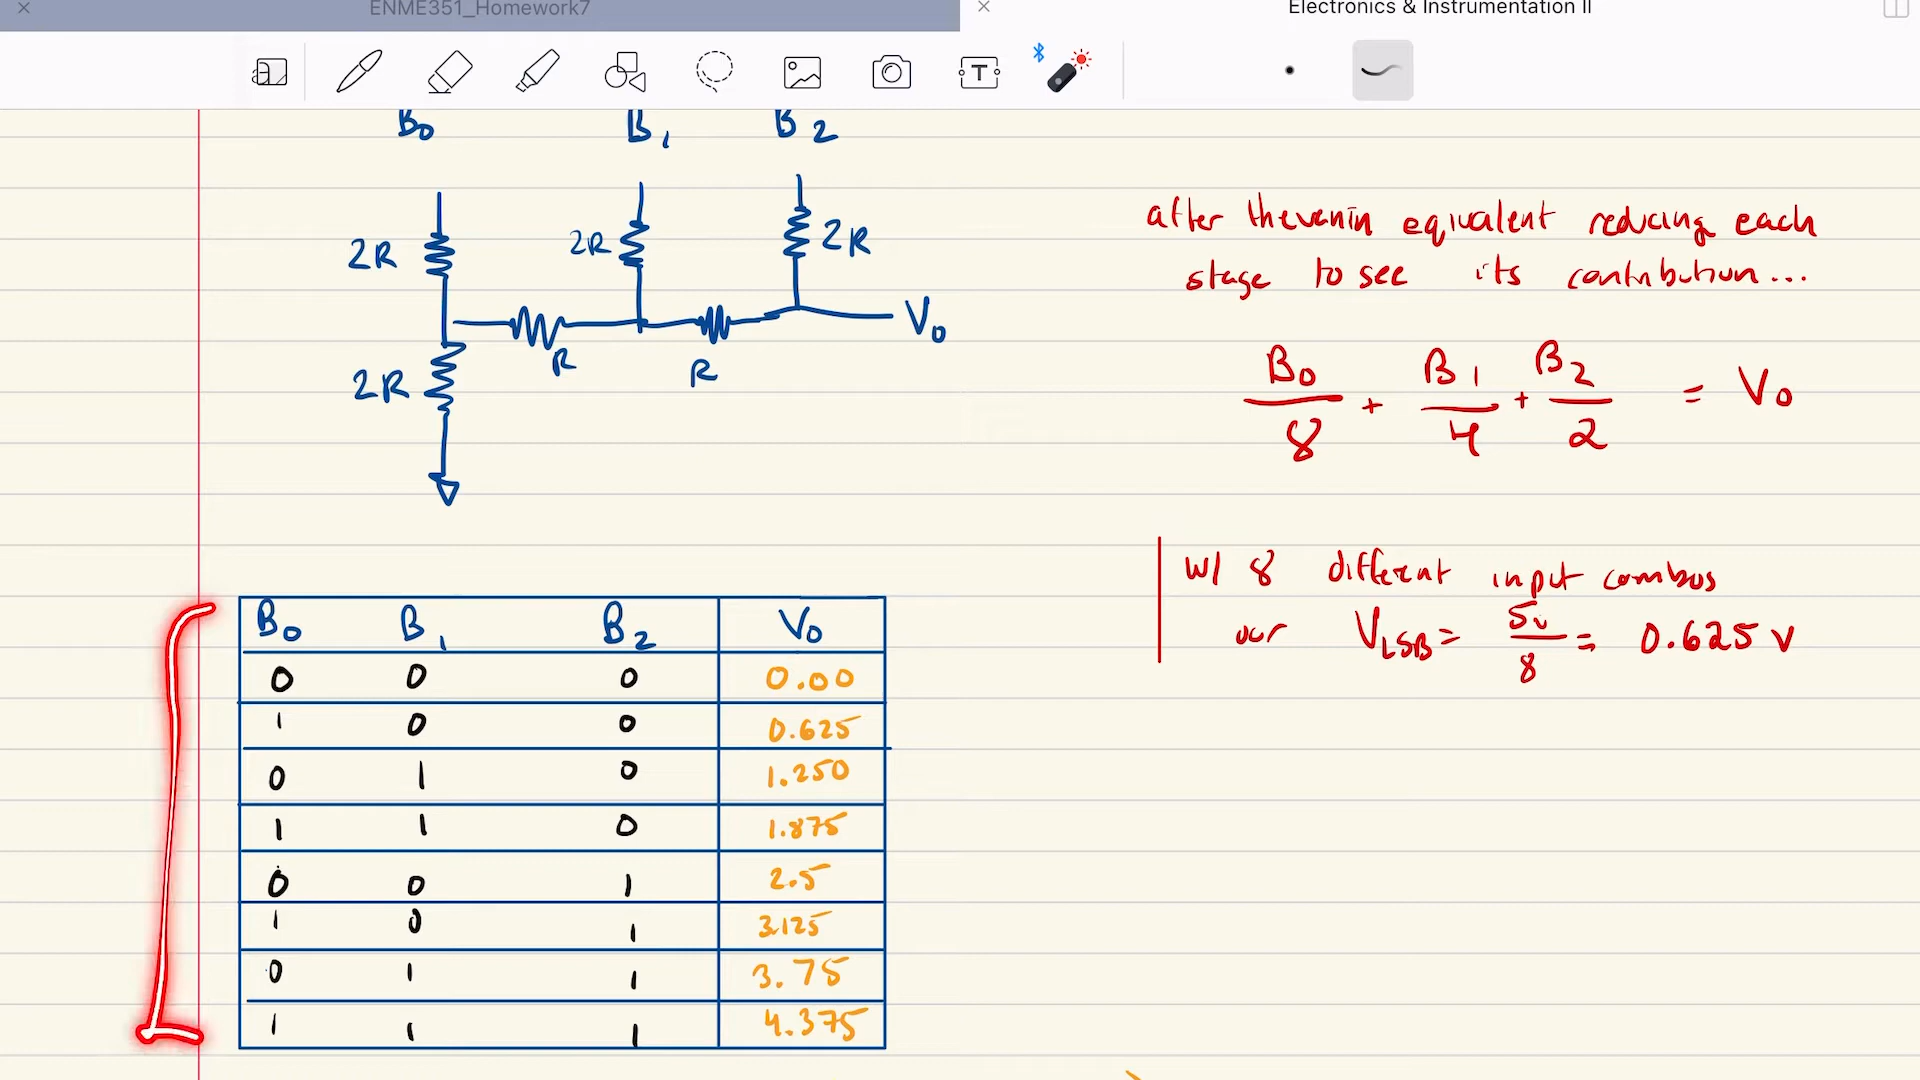 ENME351_Homework7
Electronics & Instrumentation II
T
B0 B1 B2
2R 2R 2R
V0
R R
2R
after thevenin equivalent reducing each
stage to see its contribution...
B0/8 + B1/4 + B2/2 = V0
w/ 8 different input combos
our VLSB = 5v/8 = 0.625 v
B0 B1 B2 V0
0 0 0 0.00
1 0 0 0.625
0 1 0 1.250
1 1 0 1.875
0 0 1 2.5
1 0 1 3.125
0 1 1 3.75
1 1 1 4.375